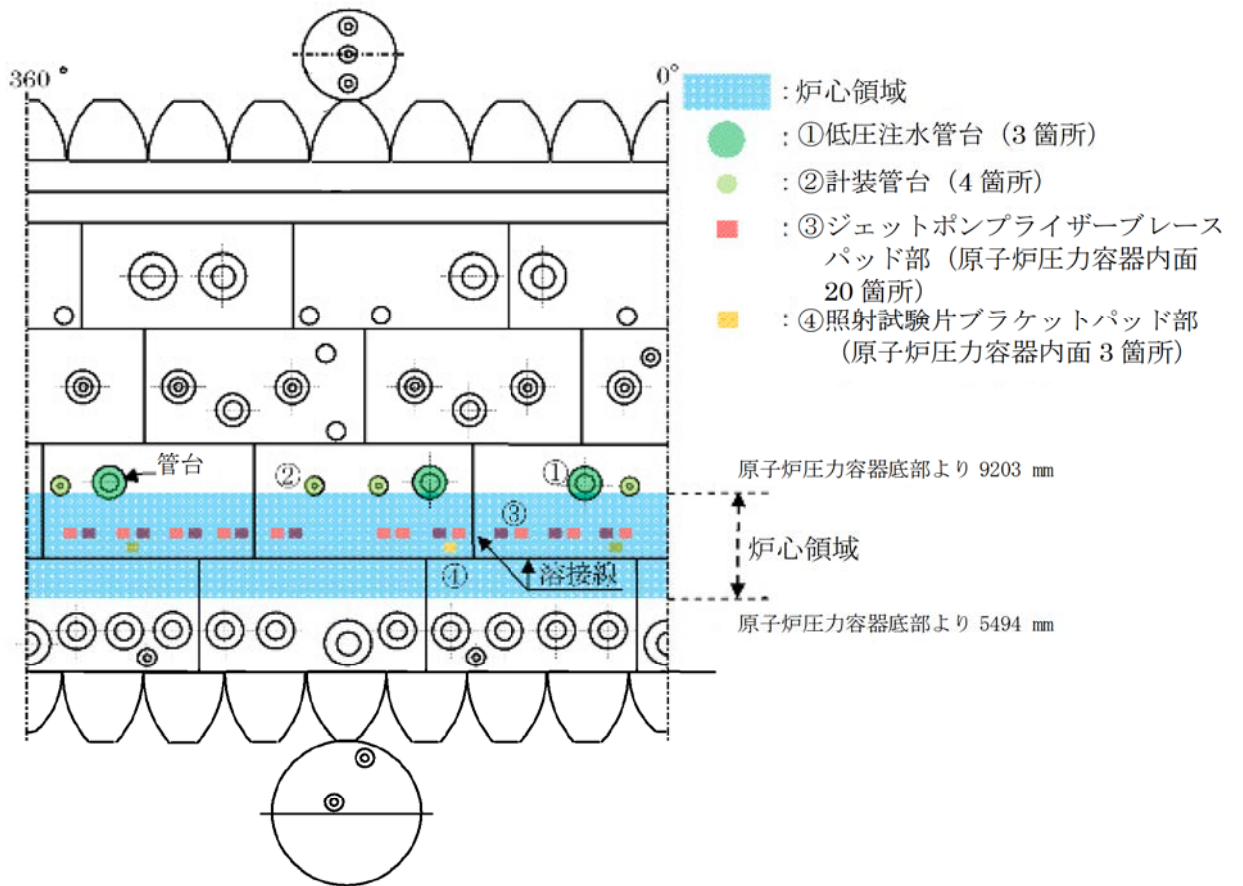 360°
0°
：炉心領域
：①低圧注水管台（3 箇所）
：②計装管台（4 箇所）
：③ジェットポンプライザーブレース
パッド部（原子炉圧力容器内面
20 箇所）
：④照射試験片ブラケットパッド部
（原子炉圧力容器内面 3 箇所）
管台
②
①
③
④
溶接線
原子炉圧力容器底部より 9203 mm
炉心領域
原子炉圧力容器底部より 5494 mm